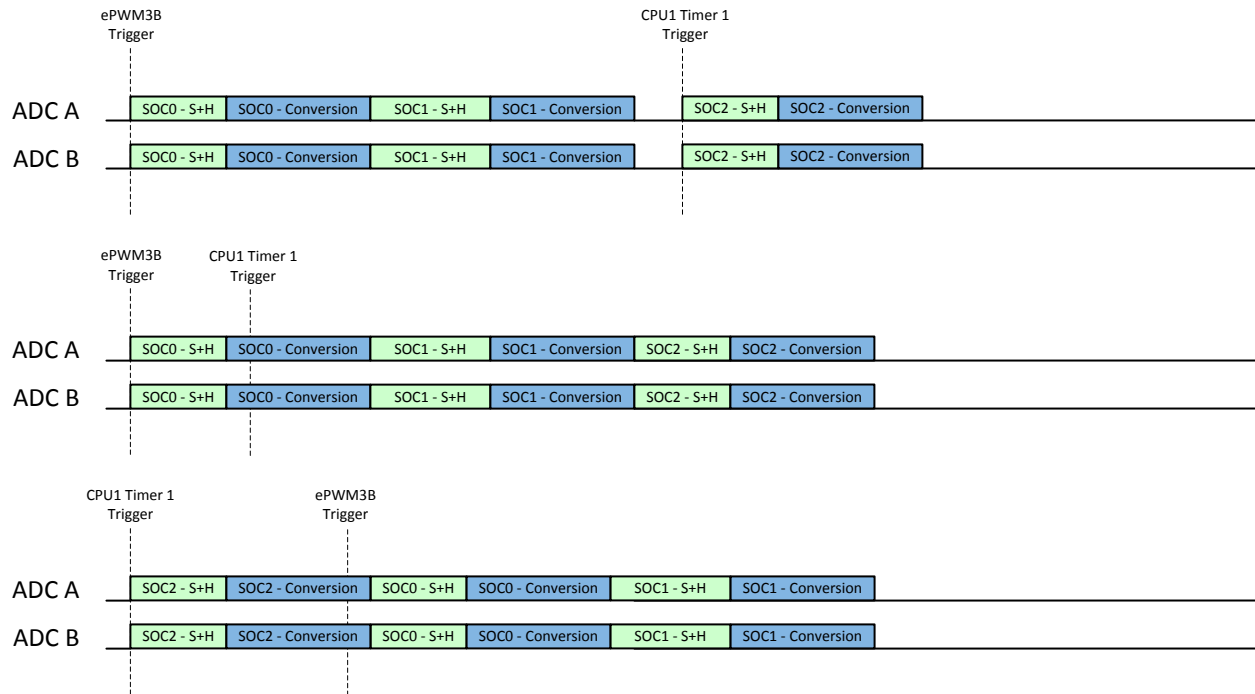 ePWM3B
Trigger
CPU1 Timer 1
Trigger
ADC A
SOC0 - S+H
SOC0 - Conversion
SOC1 - S+H
SOC1 - Conversion
SOC2 - S+H
SOC2 - Conversion
ADC B
SOC0 - S+H
SOC0 - Conversion
SOC1 - S+H
SOC1 - Conversion
SOC2 - S+H
SOC2 - Conversion
ePWM3B
Trigger
CPU1 Timer 1
Trigger
ADC A
SOC0 - S+H
SOC0 - Conversion
SOC1 - S+H
SOC1 - Conversion
SOC2 - S+H
SOC2 - Conversion
ADC B
SOC0 - S+H
SOC0 - Conversion
SOC1 - S+H
SOC1 - Conversion
SOC2 - S+H
SOC2 - Conversion
CPU1 Timer 1
Trigger
ePWM3B
Trigger
ADC A
SOC2 - S+H
SOC2 - Conversion
SOC0 - S+H
SOC0 - Conversion
SOC1 - S+H
SOC1 - Conversion
ADC B
SOC2 - S+H
SOC2 - Conversion
SOC0 - S+H
SOC0 - Conversion
SOC1 - S+H
SOC1 - Conversion